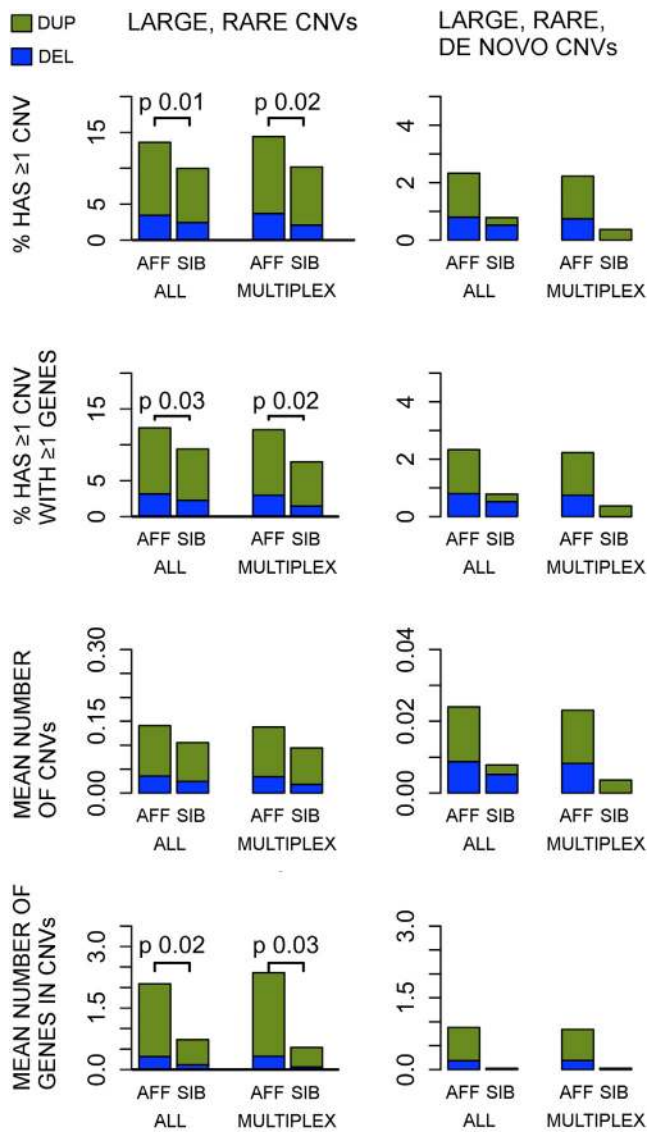 DUP
DEL
LARGE, RARE CNVs
LARGE, RARE,
DE NOVO CNVs
% HAS ≥1 CNV
15
5
0
p 0.01
p 0.02
AFF SIB
ALL
AFF SIB
MULTIPLEX
4
2
0
AFF SIB
ALL
AFF SIB
MULTIPLEX
% HAS ≥1 CNV
WITH ≥1 GENES
15
5
0
p 0.03
p 0.02
AFF SIB
ALL
AFF SIB
MULTIPLEX
4
2
0
AFF SIB
ALL
AFF SIB
MULTIPLEX
MEAN NUMBER
OF CNVs
0.30
0.15
0.00
AFF SIB
ALL
AFF SIB
MULTIPLEX
0.04
0.02
0.00
AFF SIB
ALL
AFF SIB
MULTIPLEX
MEAN NUMBER OF
GENES IN CNVs
3.0
1.5
0.0
p 0.02
p 0.03
AFF SIB
ALL
AFF SIB
MULTIPLEX
3.0
1.5
0.0
AFF SIB
ALL
AFF SIB
MULTIPLEX